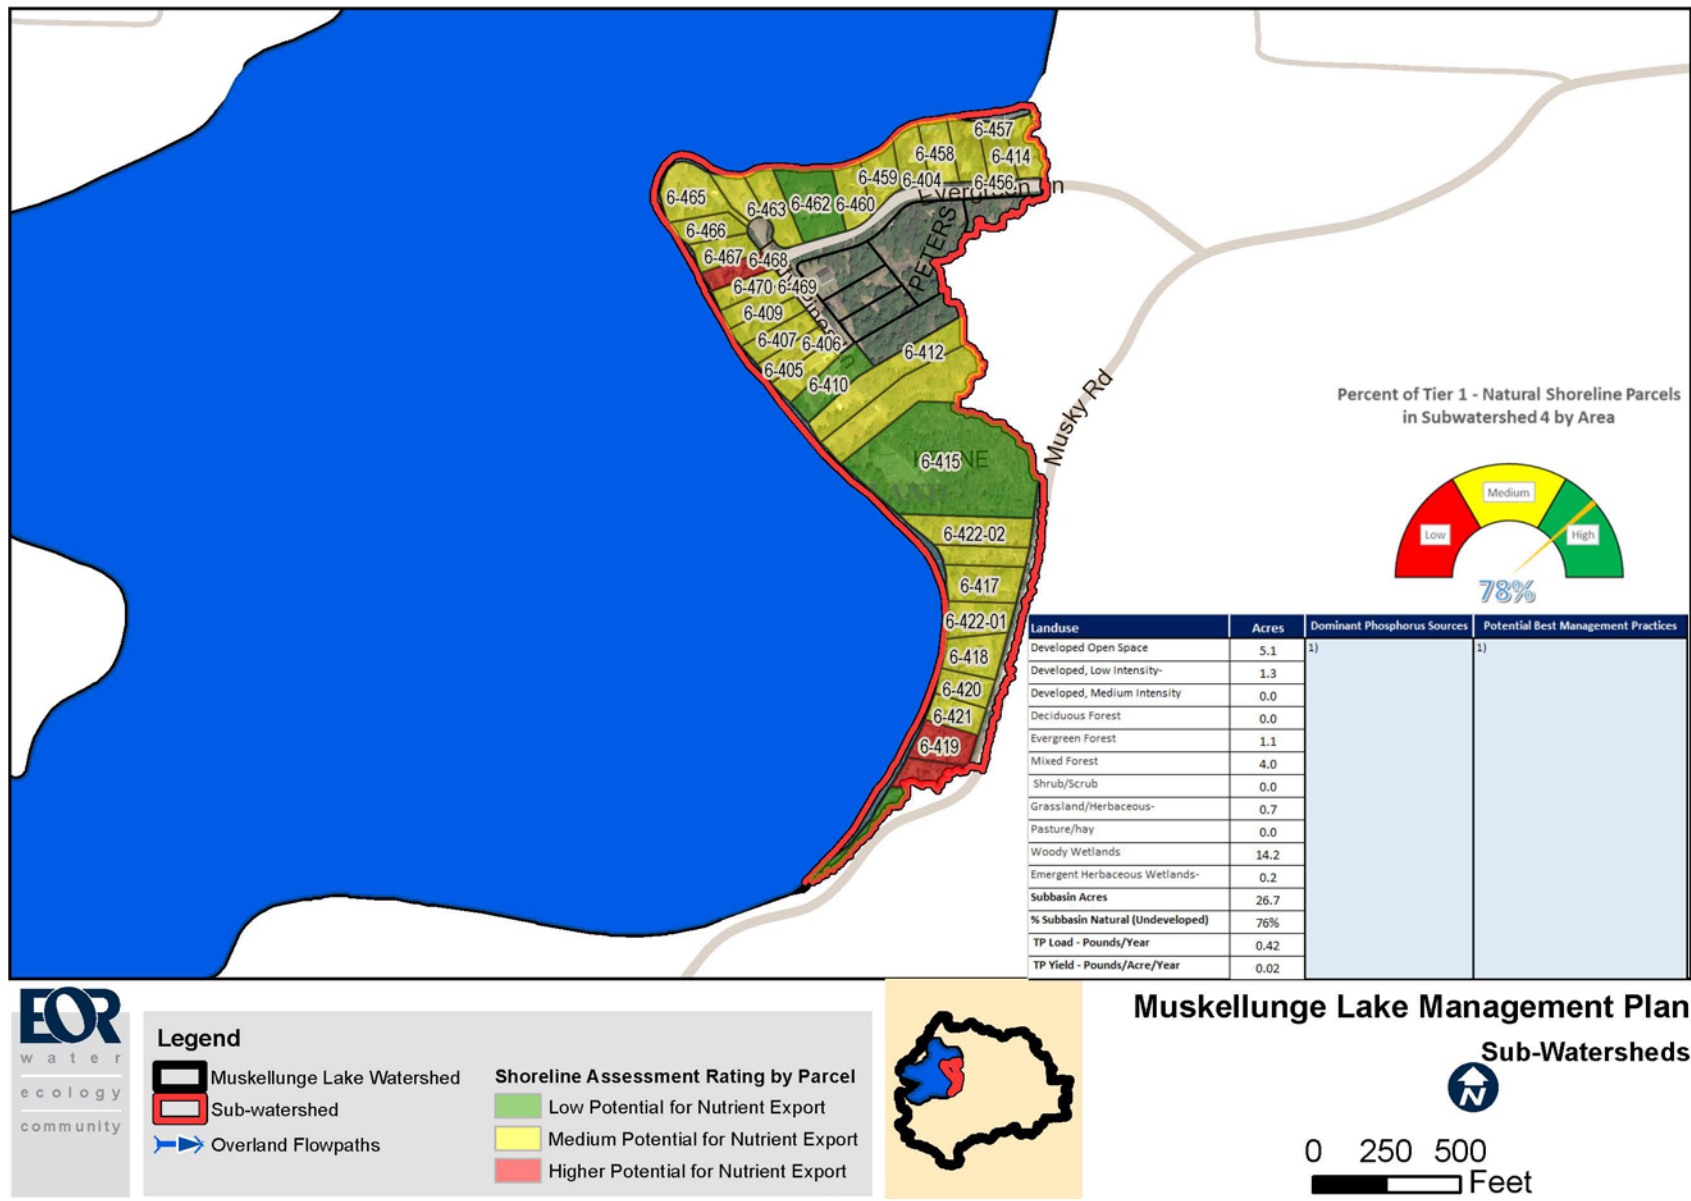 6-457
6-458
6-414
6-459
6-404
6-456
Evergreen Ln
6-465
6-463
6-462
6-460
PETERS
6-466
6-467
6-468
6-470
6-469
6-409
6-407
6-406
6-405
6-410
6-412
Musky Rd
6-415
6-422-02
6-417
6-422-01
6-418
6-420
6-421
6-419
Percent of Tier 1 - Natural Shoreline Parcels
in Subwatershed 4 by Area
Low
Medium
High
78%
Landuse Acres Dominant Phosphorus Sources Potential Best Management Practices
Developed Open Space 5.1 1) 1)
Developed, Low Intensity- 1.3
Developed, Medium Intensity 0.0
Deciduous Forest 0.0
Evergreen Forest 1.1
Mixed Forest 4.0
Shrub/Scrub 0.0
Grassland/Herbaceous- 0.7
Pasture/hay 0.0
Woody Wetlands 14.2
Emergent Herbaceous Wetlands- 0.2
Subbasin Acres 26.7
% Subbasin Natural (Undeveloped) 76%
TP Load - Pounds/Year 0.42
TP Yield - Pounds/Acre/Year 0.02
EOR
water
ecology
community
Legend
Muskellunge Lake Watershed
Sub-watershed
Overland Flowpaths
Shoreline Assessment Rating by Parcel
Low Potential for Nutrient Export
Medium Potential for Nutrient Export
Higher Potential for Nutrient Export
Muskellunge Lake Management Plan
Sub-Watersheds
N
0 250 500
Feet